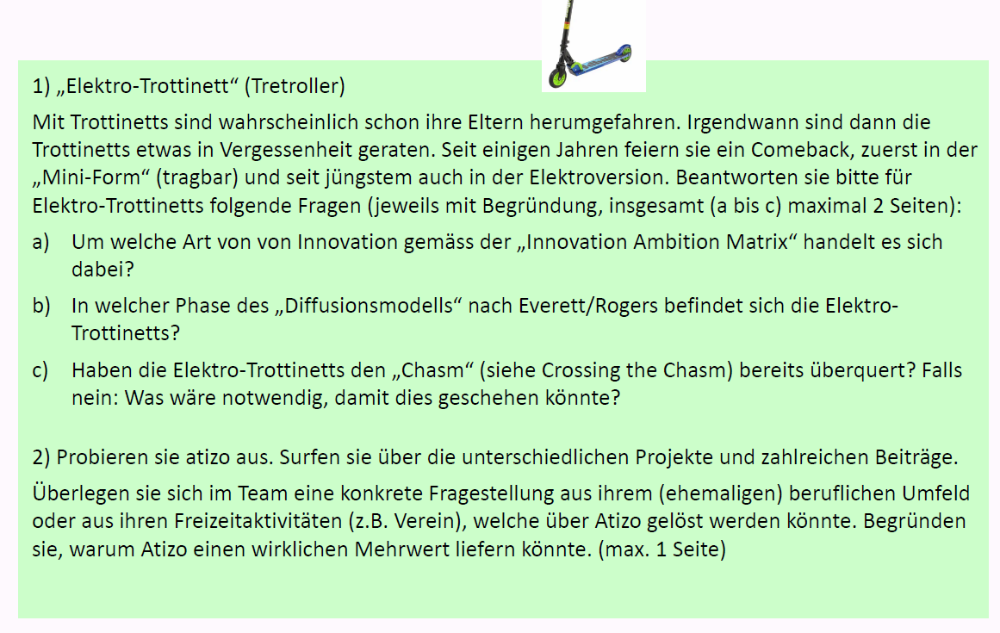 1) „Elektro-Trottinett“ (Tretroller)
Mit Trottinetts sind wahrscheinlich schon ihre Eltern herumgefahren. Irgendwann sind dann die
Trottinetts etwas in Vergessenheit geraten. Seit einigen Jahren feiern sie ein Comeback, zuerst in der
„Mini-Form“ (tragbar) und seit jüngstem auch in der Elektroversion. Beantworten sie bitte für
Elektro-Trottinetts folgende Fragen (jeweils mit Begründung, insgesamt (a bis c) maximal 2 Seiten):
a) Um welche Art von von Innovation gemäss der „Innovation Ambition Matrix“ handelt es sich
dabei?
b) In welcher Phase des „Diffusionsmodells“ nach Everett/Rogers befindet sich die Elektro-
Trottinetts?
c) Haben die Elektro-Trottinetts den „Chasm“ (siehe Crossing the Chasm) bereits überquert? Falls
nein: Was wäre notwendig, damit dies geschehen könnte?
2) Probieren sie atizo aus. Surfen sie über die unterschiedlichen Projekte und zahlreichen Beiträge.
Überlegen sie sich im Team eine konkrete Fragestellung aus ihrem (ehemaligen) beruflichen Umfeld
oder aus ihren Freizeitaktivitäten (z.B. Verein), welche über Atizo gelöst werden könnte. Begründen
sie, warum Atizo einen wirklichen Mehrwert liefern könnte. (max. 1 Seite)